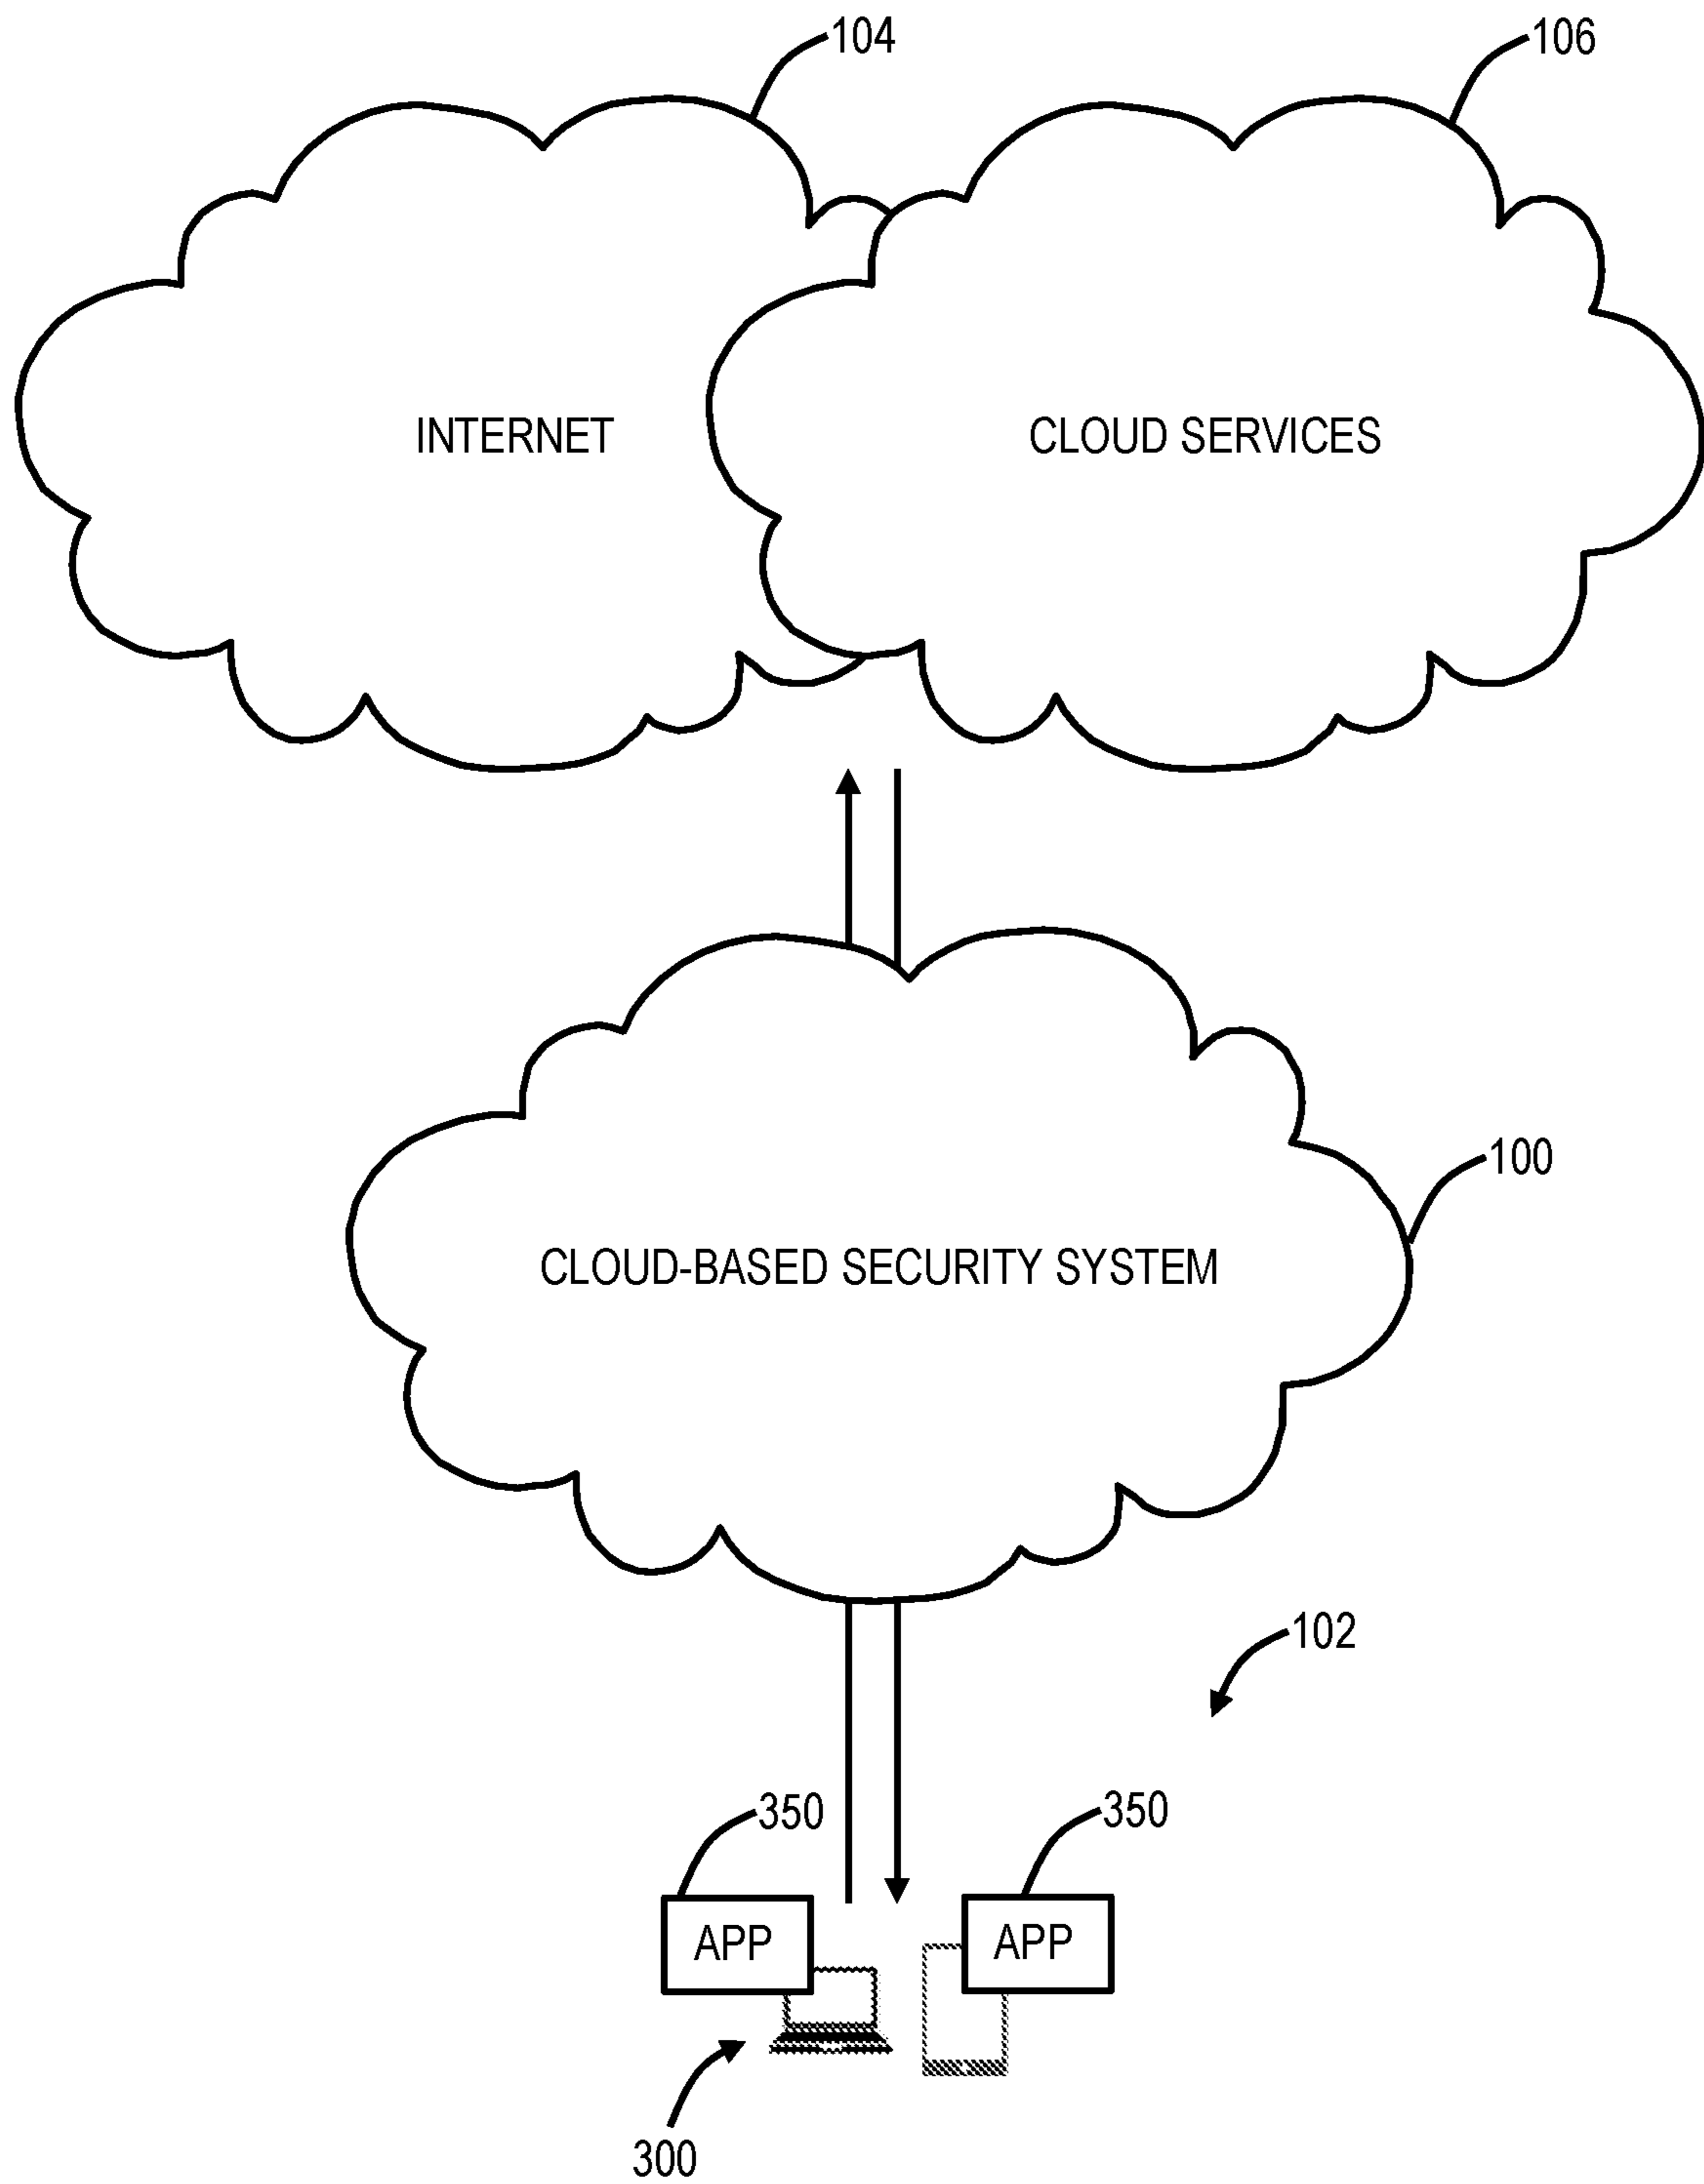 104
106
INTERNET
CLOUD SERVICES
100
CLOUD-BASED SECURITY SYSTEM
102
350
350
APP
APP
300